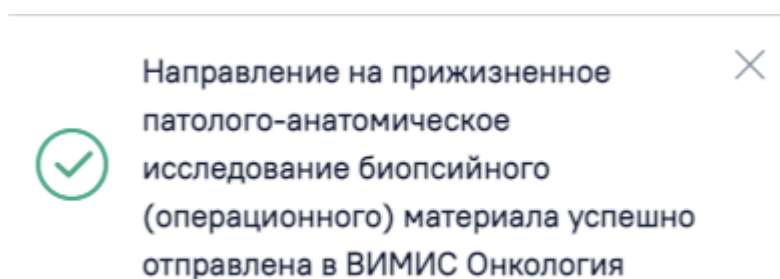 Направление на прижизненное
патолого-анатомическое
исследование биопсийного
(операционного) материала успешно
отправлена в ВИМИС Онкология